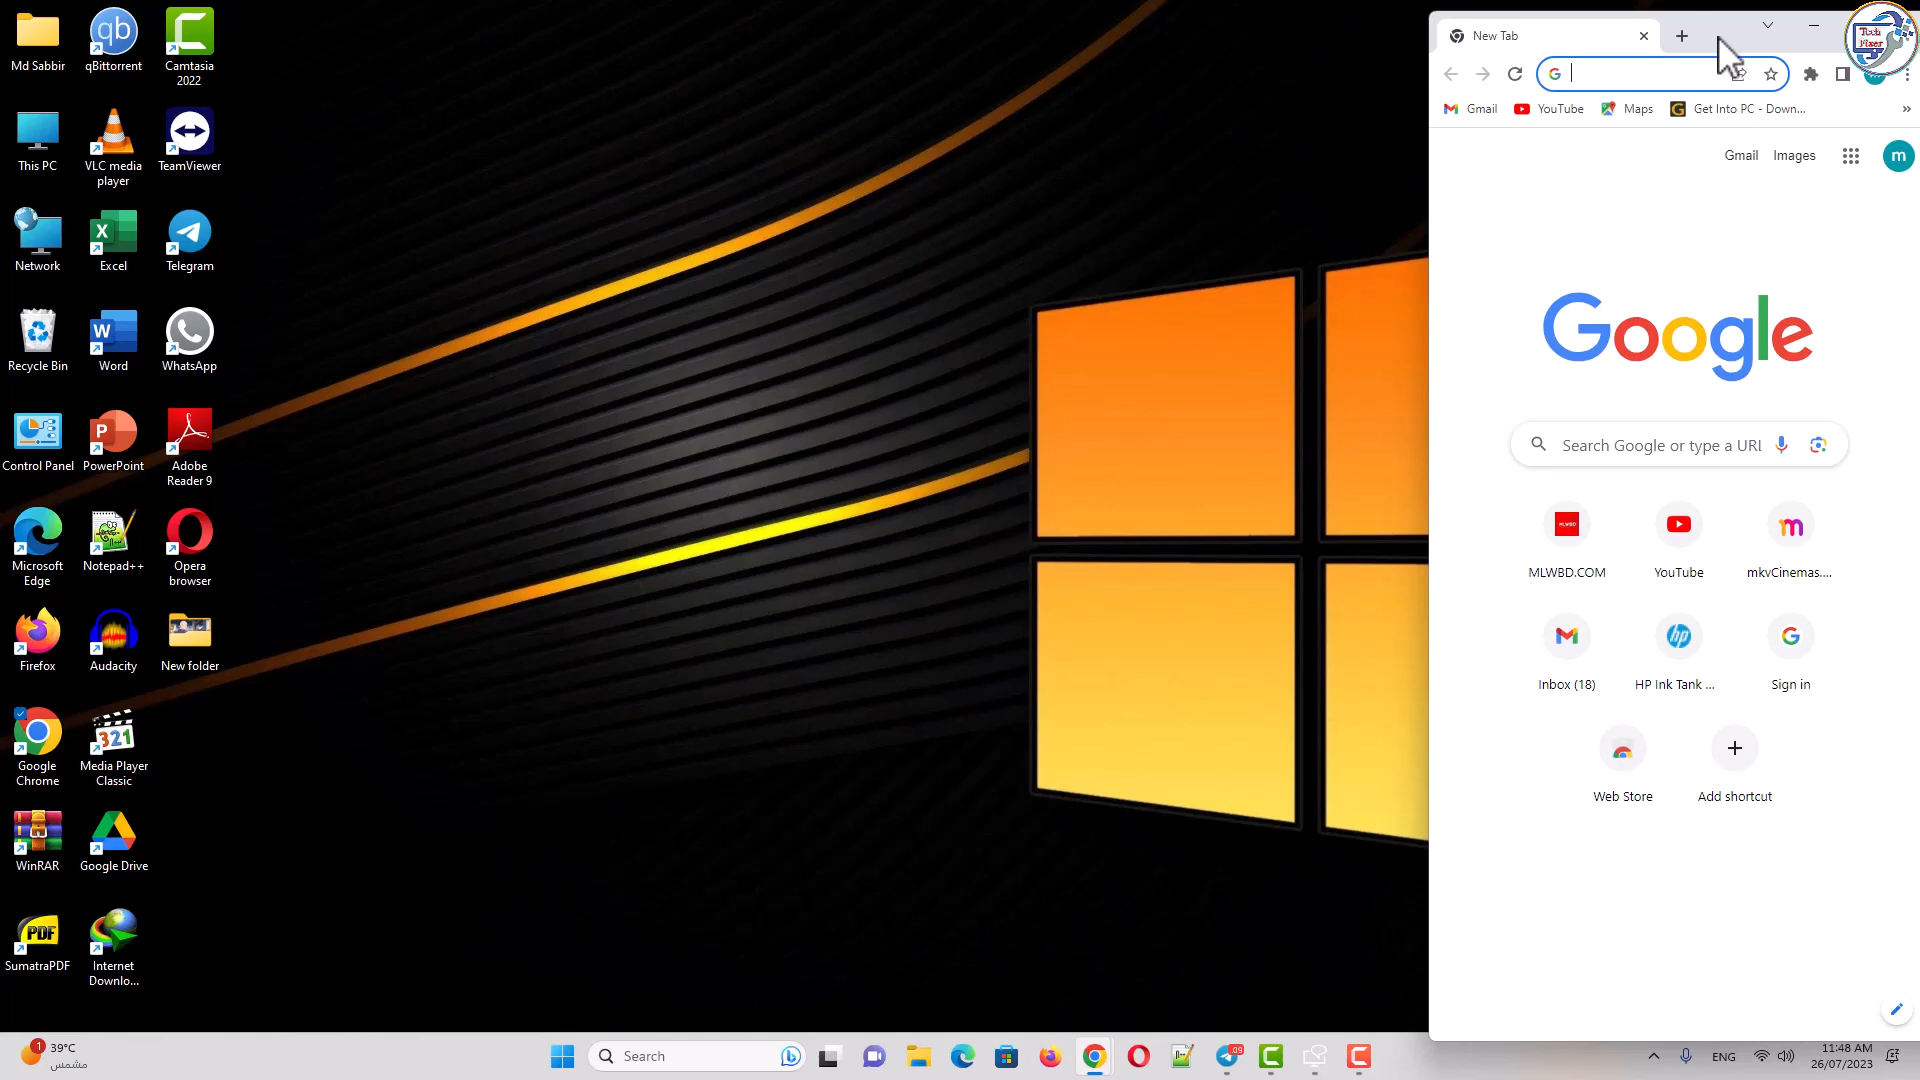 Md Sabbir
qBittorrent
Camtasia
2022
This PC
VLC media
player
TeamViewer
Network
Excel
Telegram
Recycle Bin
Word
WhatsApp
Control Panel
PowerPoint
Adobe
Reader 9
Microsoft
Edge
Notepad++
Opera
browser
Firefox
Audacity
New folder
Google
Chrome
Media Player
Classic
WinRAR
Google Drive
SumatraPDF
Internet
Downlo...
New Tab
Tech
Fixer
Gmail
YouTube
Maps
Get Into PC - Down...
»
Gmail
Images
m
Google
Search Google or type a URL
MLWBD.COM
YouTube
mkvCinemas....
Inbox (18)
HP Ink Tank ...
Sign in
Web Store
Add shortcut
1
39°C
مشمس
Search
09
ENG
11:48 AM
26/07/2023